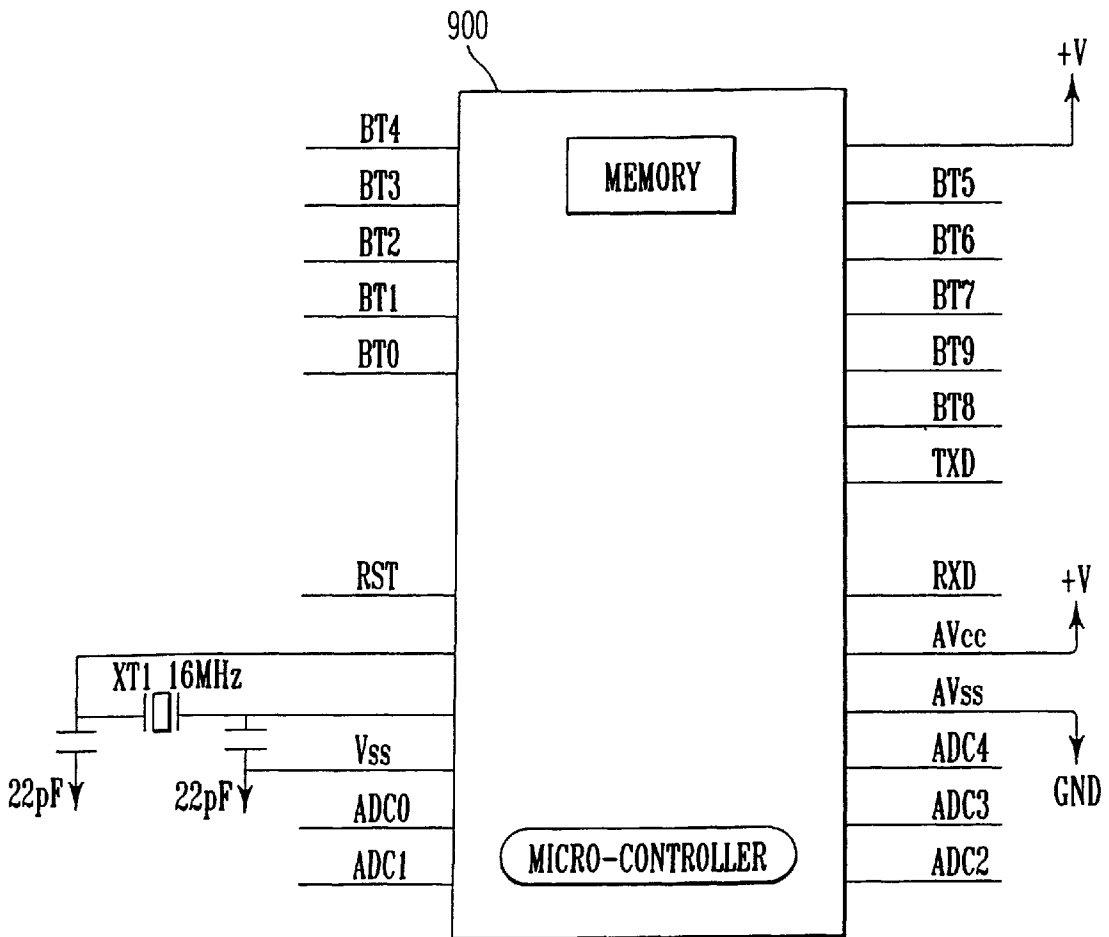 900
+V
BT4
MEMORY
BT3
BT5
BT2
BT6
BT1
BT7
BT0
BT9
BT8
TXD
RST
RXD
+V
AVcc
XT1 16MHz
AVss
Vss
ADC4
22pF
22pF
GND
ADC0
ADC3
MICRO-CONTROLLER
ADC1
ADC2